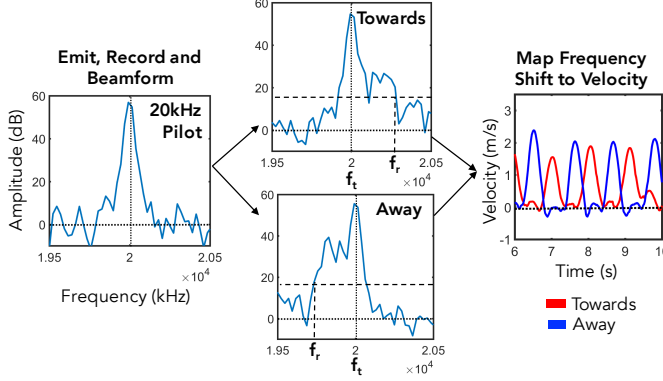 Emit, Record and
Beamform
Amplitude (dB)
60
40
20
0
20kHz
Pilot
1.95
2
2.05
×10⁴
Frequency (kHz)
60
40
20
0
Towards
1.95
2
2.05
×10⁴
fₜ
fᵣ
60
40
20
0
Away
1.95
2
2.05
×10⁴
fᵣ
fₜ
Map Frequency
Shift to Velocity
Velocity (m/s)
3
2
1
0
-1
6
7
8
9
10
Time (s)
Towards
Away